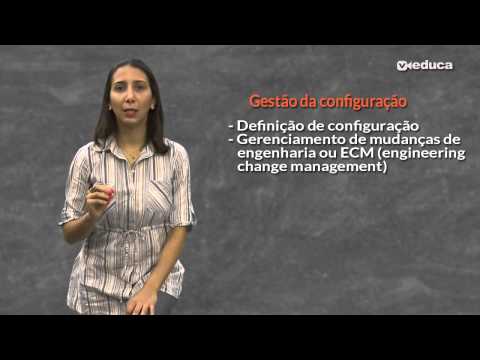 veduca
Gestão da configuração
- Definição de configuração
- Gerenciamento de mudanças de
engenharia ou ECM (engineering
change management)